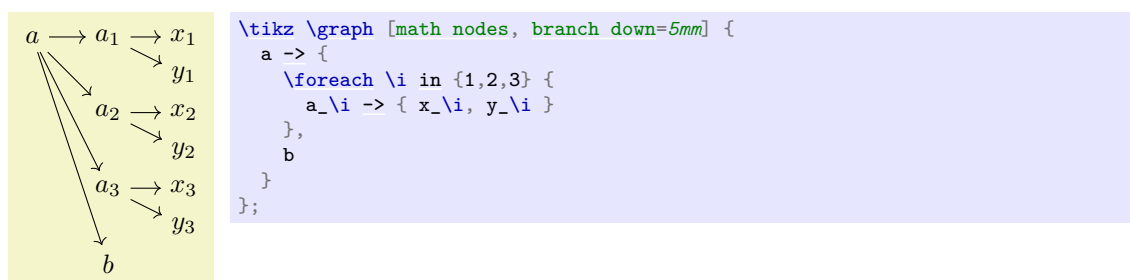 a a₁ x₁
y₁
a₂ x₂
y₂
a₃ x₃
y₃
b
\tikz \graph [math nodes, branch down=5mm] {
  a -> {
    \foreach \i in {1,2,3} {
      a_\i -> { x_\i, y_\i }
    },
    b
  }
};